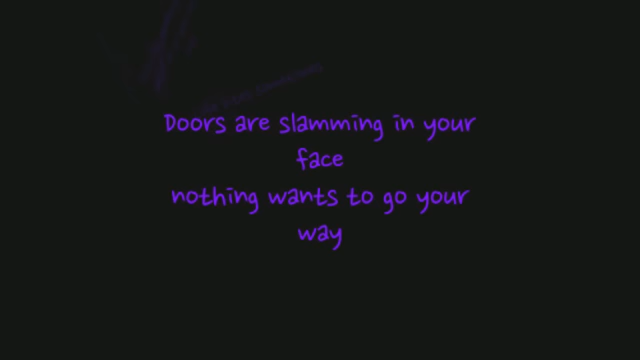 Doors are slamming in your
face
nothing wants to go your
way